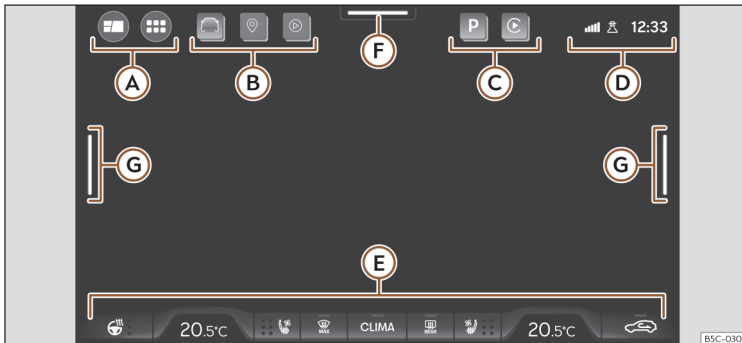 P 12:33
A B F C D
G G
E
20.5°C MAX CLIMA REAR 20.5°C
B5C-030